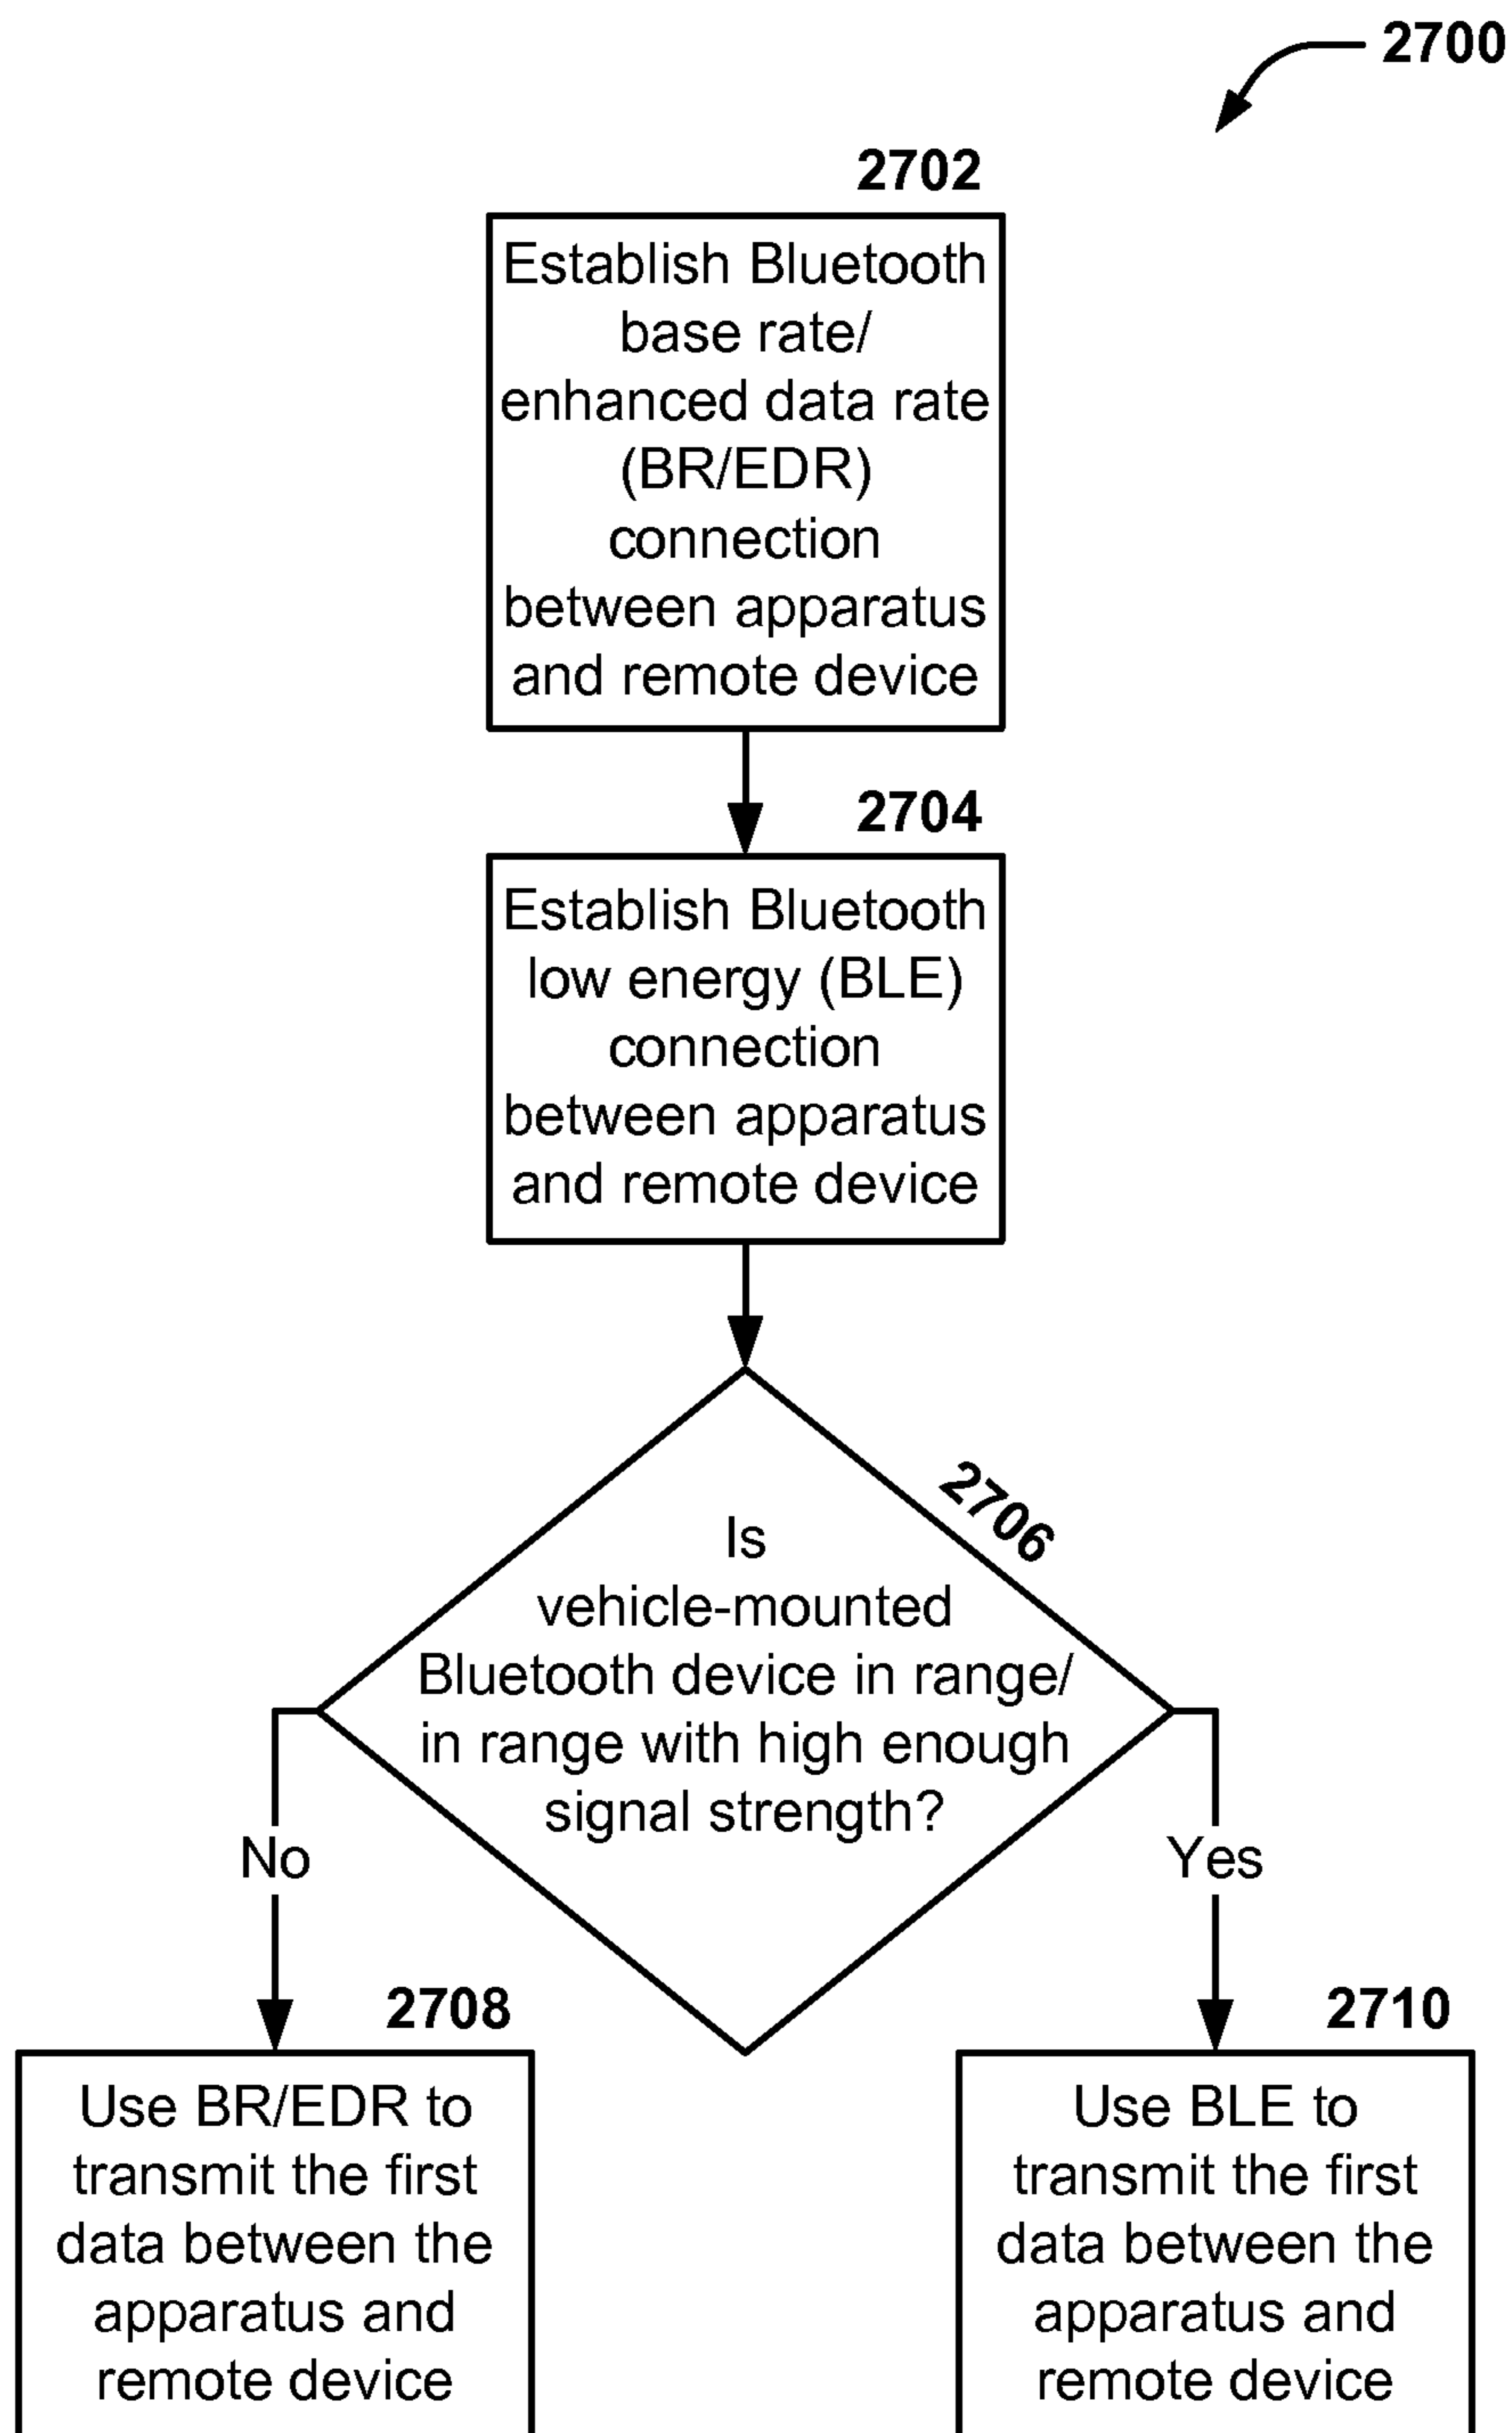 2700
2702
Establish Bluetooth
base rate/
enhanced data rate
(BR/EDR)
connection
between apparatus
and remote device
2704
Establish Bluetooth
low energy (BLE)
connection
between apparatus
and remote device
2706
Is
vehicle-mounted
Bluetooth device in range/
in range with high enough
signal strength?
No
Yes
2708
Use BR/EDR to
transmit the first
data between the
apparatus and
remote device
2710
Use BLE to
transmit the first
data between the
apparatus and
remote device